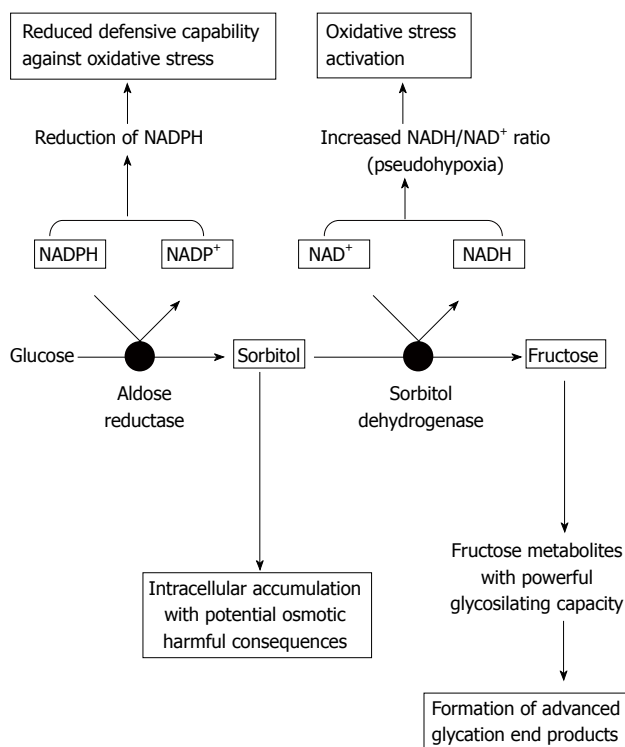 Reduced defensive capability
against oxidative stress
Oxidative stress
activation
Reduction of NADPH
Increased NADH/NAD⁺ ratio
(pseudohypoxia)
NADPH
NADP⁺
NAD⁺
NADH
Glucose
Sorbitol
Fructose
Aldose
reductase
Sorbitol
dehydrogenase
Intracellular accumulation
with potential osmotic
harmful consequences
Fructose metabolites
with powerful
glycosilating capacity
Formation of advanced
glycation end products